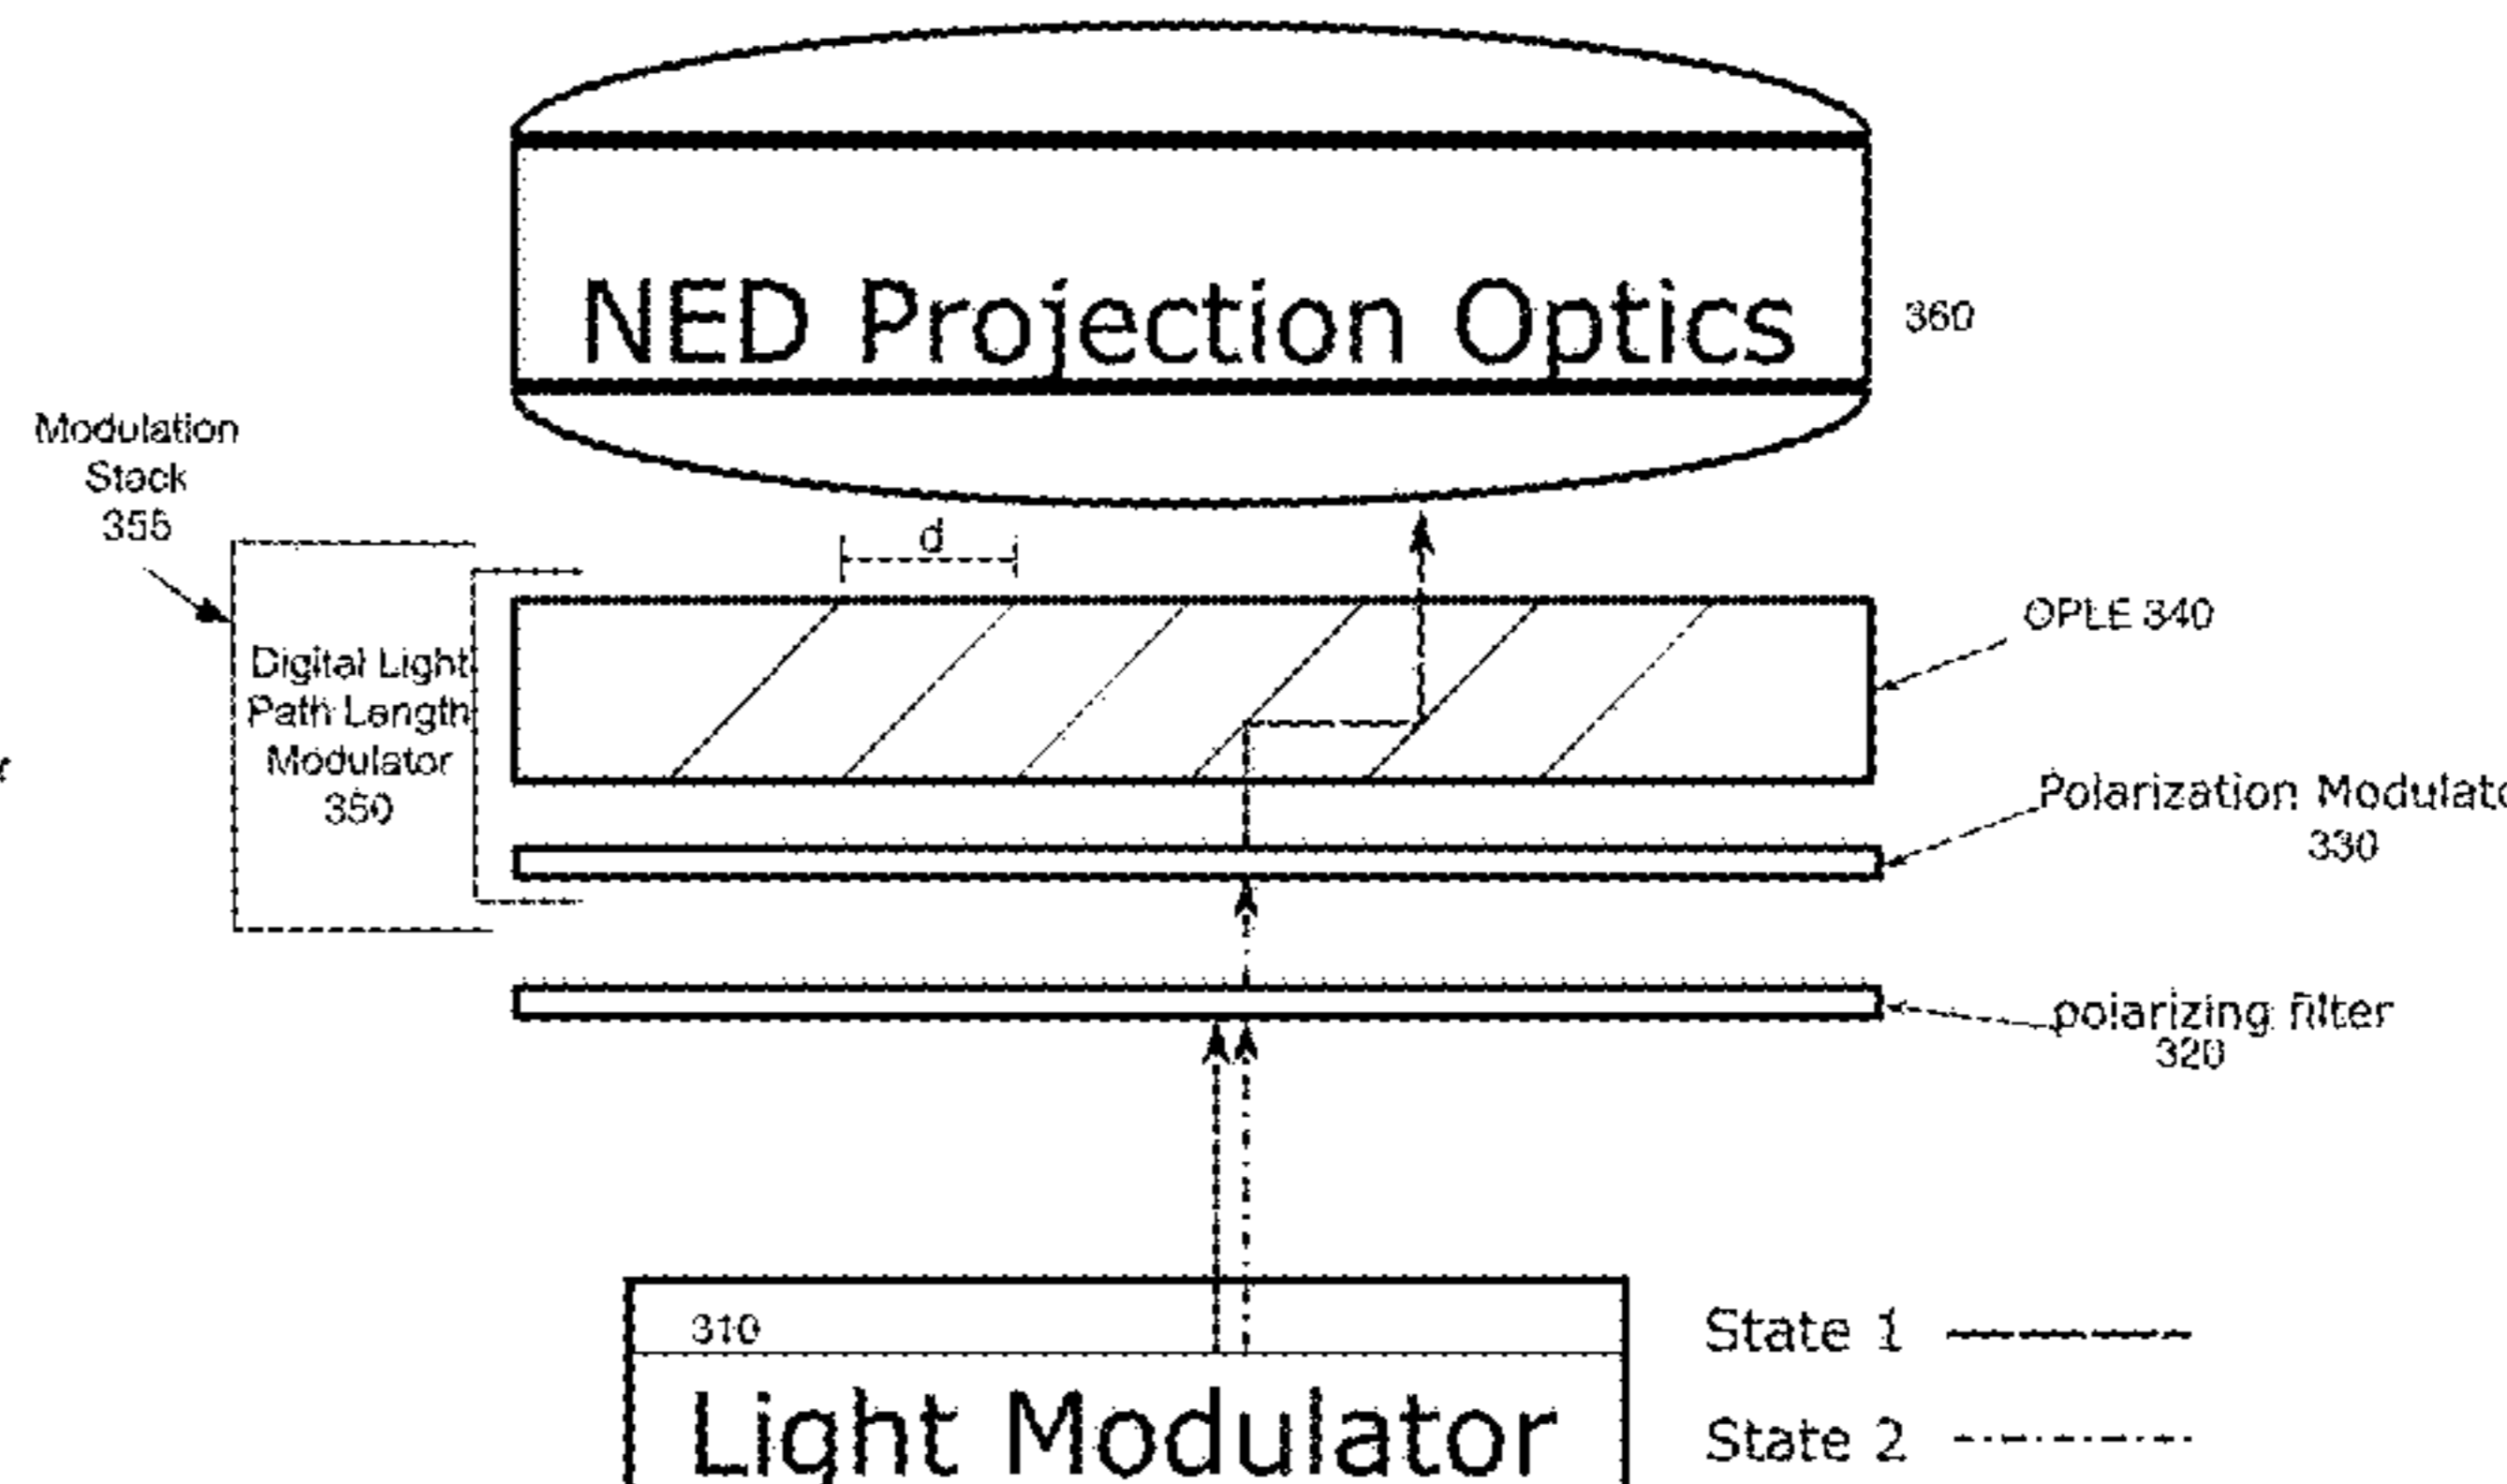 NED Projection Optics
360
Modulation
Stack
355
d
OPLE 340
Digital Light
Path Length
Modulator
350
Polarization Modulato
330
polarizing filter
320
310
Light Modulator
State 1
State 2